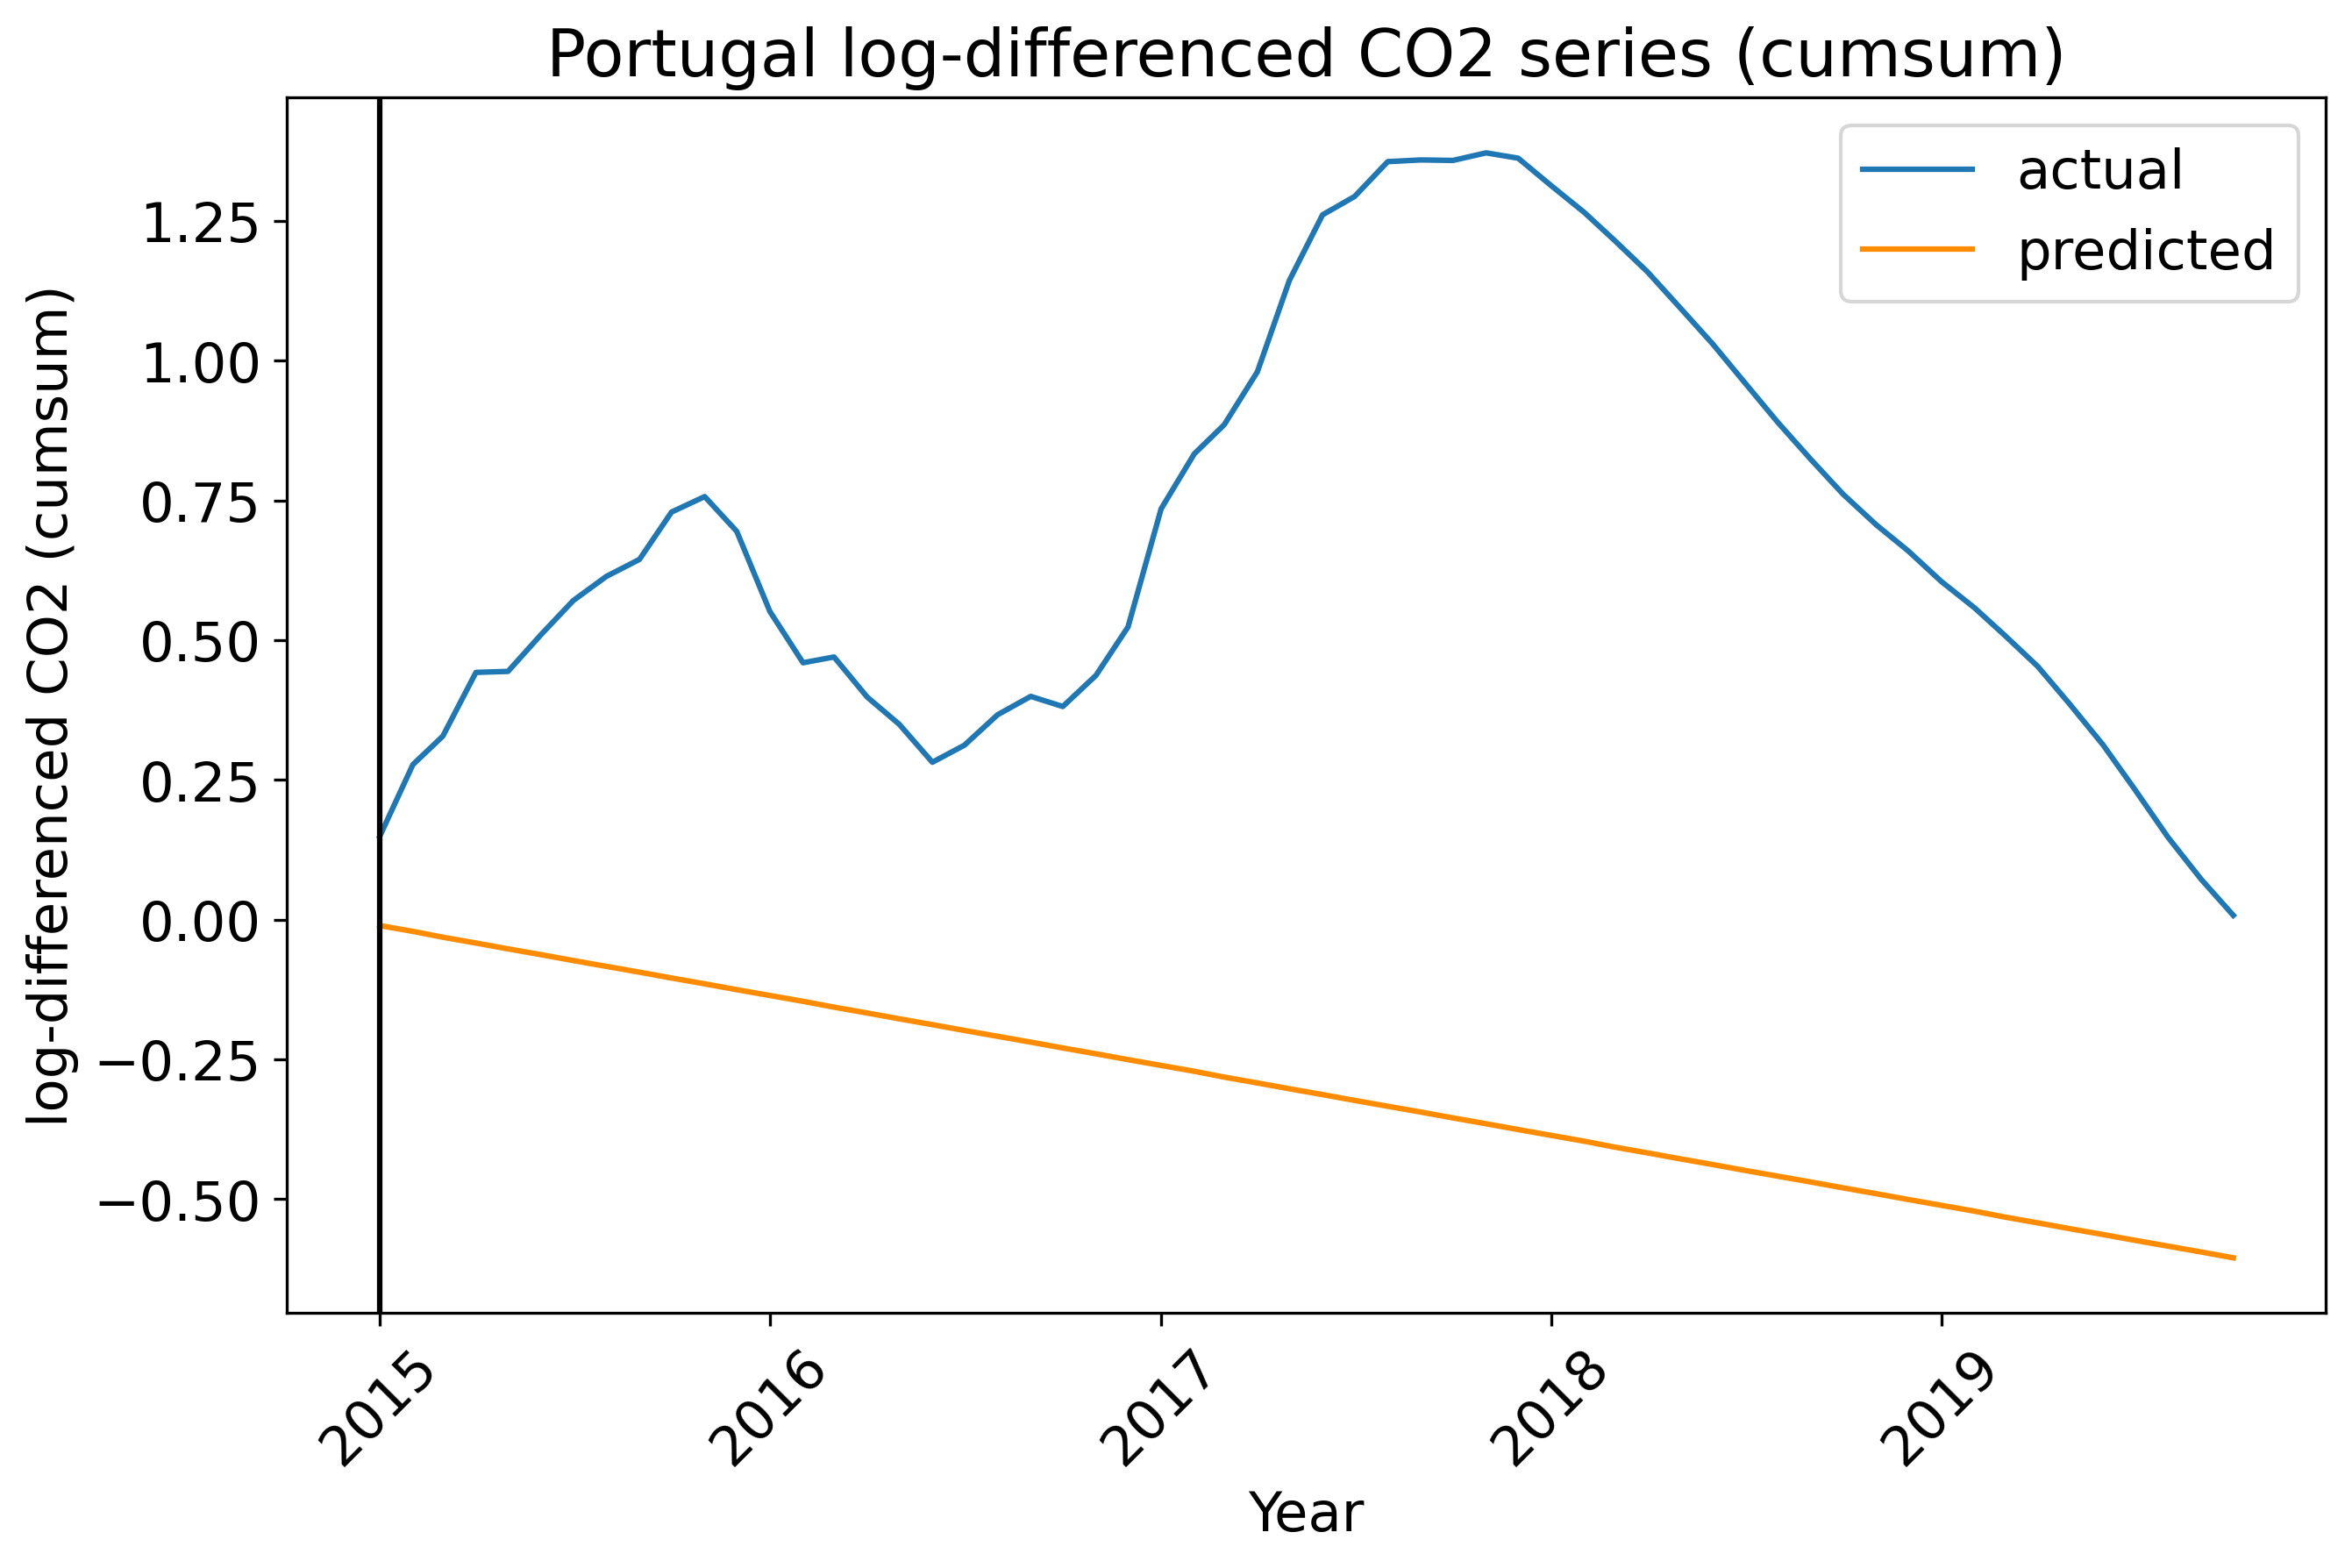 Portugal log-differenced CO2 series (cumsum)
actual
predicted
log-differenced CO2 (cumsum)
1.25
1.00
0.75
0.50
0.25
0.00
−0.25
−0.50
2015
2016
2017
2018
2019
Year